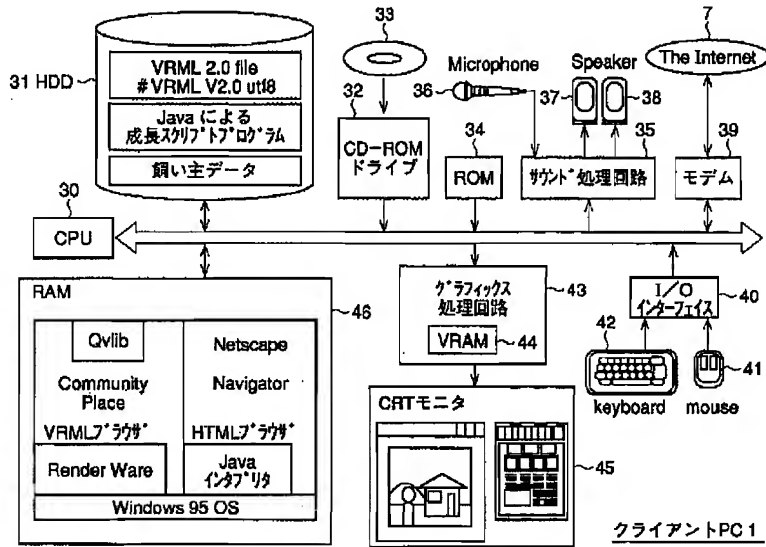 31 HDD
VRML 2.0 file
#VRML V2.0 utf8
Javaによる
成長スクリプトプログラム
飼い主データ
33
32
CD-ROM
ドライブ
Microphone
36
34
ROM
Speaker
37
38
35
サウンド処理回路
7
The Internet
39
モデム
30
CPU
RAM
46
Qvlib
Community
Place
VRMLブラウザ
Render Ware
Netscape
Navigator
HTMLブラウザ
Java
インタプリタ
Windows 95 OS
グラフィックス
処理回路
43
VRAM
44
CRTモニタ
45
I/O
インターフェイス
40
42
keyboard
41
mouse
クライアントPC 1